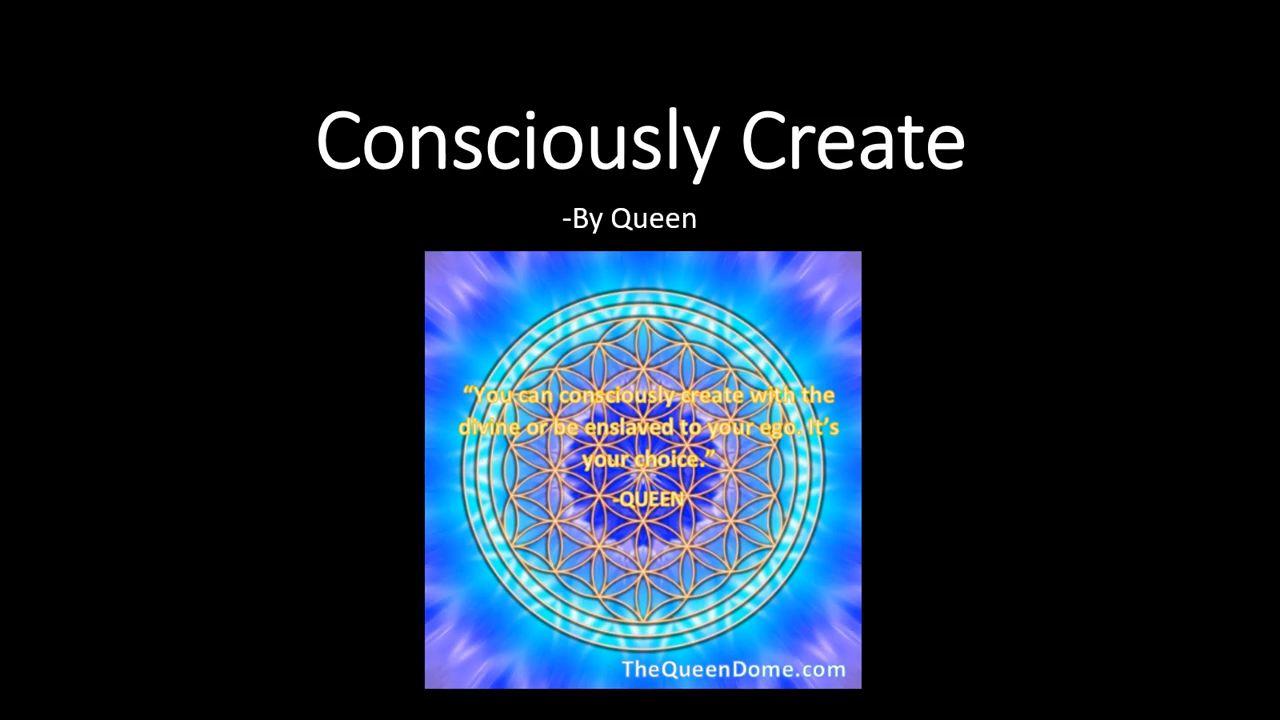 Consciously Create
-By Queen
“You can consciously create with the
divine or be enslaved to your ego. It’s
your choice.”
-QUEEN
TheQueenDome.com